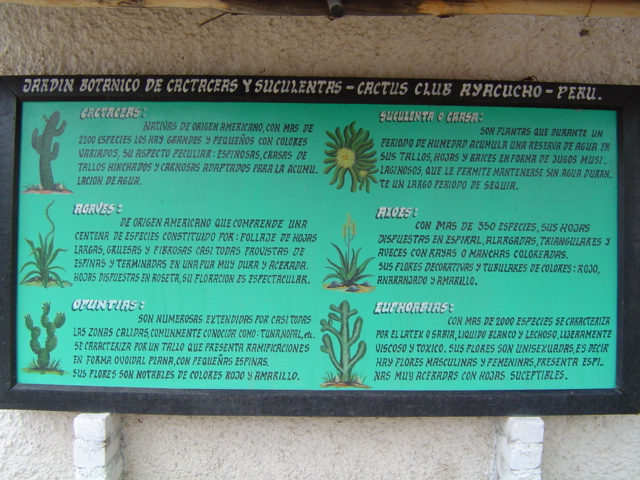 JARDIN BOTANICO DE CACTACEAS Y SUCULENTAS - CACTUS CLUB AYACUCHO - PERU.
CACTACEAS:
NATIVAS DE ORIGEN AMERICANO, CON MAS DE
2200 ESPECIES LOS HAY GRANDES Y PEQUEÑOS CON COLORES
VARIADOS, SU ASPECTO PECULIAR: ESPINOSAS, CRASAS DE
TALLOS HINCHADOS Y CARNOSAS ADAPTADOS PARA LA ACUMU_
LACION DE AGUA.
AGAVES:
DE ORIGEN AMERICANO QUE COMPRENDE UNA
CENTENA DE ESPECIES CONSTITUIDO POR: FOLLAJE DE HOJAS
LARGAS, GRUESAS Y FIBROSAS CASI TODAS PROVISTAS DE
ESPINAS Y TERMINADAS EN UNA PUA MUY DURA Y ACERADA.
HOJAS DISPUESTAS EN ROSETA, SU FLORACION ES ESPECTACULAR.
OPUNTIAS:
SON NUMEROSAS EXTENDIDAS POR CASI TODAS
LAS ZONAS CALIDAS, COMUNMENTE CONOCIDA COMO: TUNA, NOPAL, etc.
SE CARACTERIZA POR UN TALLO QUE PRESENTA RAMIFICACIONES
EN FORMA OVOIDAL PLANA, CON PEQUEÑAS ESPINAS.
SUS FLORES SON NOTABLES DE COLORES ROJO Y AMARILLO.
SUCULENTA O CRASA:
SON PLANTAS QUE DURANTE UN
PERIODO DE HUMEDAD ACUMULA UNA RESERVA DE AGUA EN
SUS TALLOS, HOJAS Y RAICES EN FORMA DE JUGOS MUSI_
LAGINOSOS, QUE LE PERMITE MANTENERSE SIN AGUA DURAN_
TE UN LARGO PERIODO DE SEQUIA.
ALOES:
CON MAS DE 350 ESPECIES, SUS HOJAS
DISPUESTAS EN ESPIRAL, ALARGADAS, TRIANGULARES Y
AVECES CON RAYAS O MANCHAS COLOREADAS.
SUS FLORES DECORATIVAS Y TUBULARES DE COLORES: ROJO,
ANARANJADO Y AMARILLO.
EUPHORBIAS:
CON MAS DE 2000 ESPECIES SE CARACTERIZA
POR EL LATEX O SABIA, LIQUIDO BLANCO Y LECHOSO, LIJERAMENTE
VISCOSO Y TOXICO. SUS FLORES SON UNISEXUADAS, ES DECIR
HAY FLORES MASCULINAS Y FEMENINAS, PRESENTA ESPI_
NAS MUY ACERADAS CON HOJAS SUCEPTIBLES.